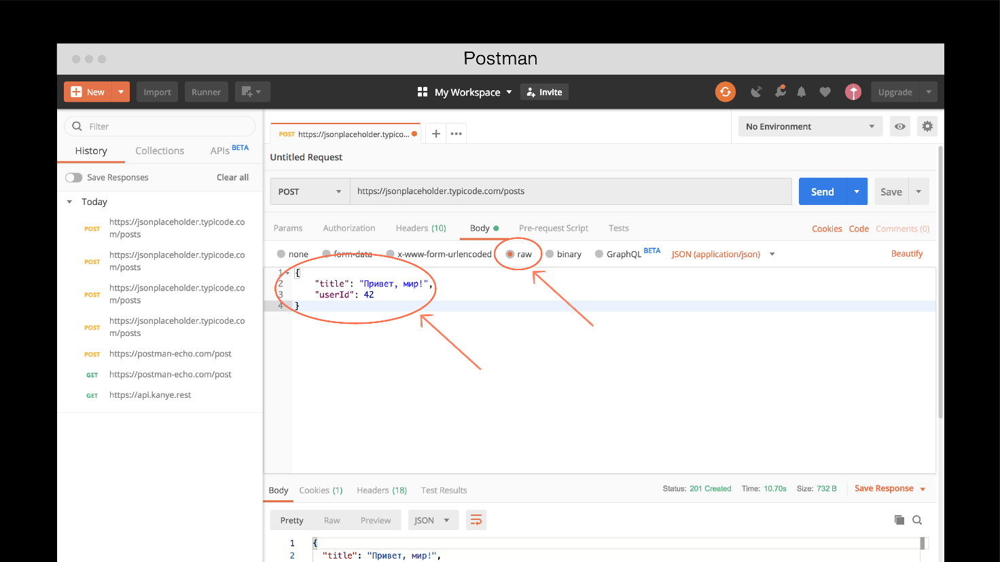 Postman
New
Import
Runner
My Workspace
Invite
Upgrade
Filter
History
Collections
APIs BETA
Save Responses
Clear all
Today
POST https://jsonplaceholder.typicode.co
m/posts
POST https://jsonplaceholder.typicode.co
m/posts
POST https://jsonplaceholder.typicode.co
m/posts
POST https://jsonplaceholder.typicode.co
m/posts
POST https://postman-echo.com/post
GET https://postman-echo.com/post
GET https://api.kanye.rest
POST https://jsonplaceholder.typico...
No Environment
Untitled Request
POST
https://jsonplaceholder.typicode.com/posts
Send
Save
Params
Authorization
Headers (10)
Body
Pre-request Script
Tests
Cookies
Code
Comments (0)
none
form-data
x-www-form-urlencoded
raw
binary
GraphQL BETA
JSON (application/json)
Beautify
1 {
2 "title": "Привет, мир!",
3 "userId": 42
4 }
Body
Cookies (1)
Headers (18)
Test Results
Status: 201 Created
Time: 10.70s
Size: 732 B
Save Response
Pretty
Raw
Preview
JSON
1 {
2 "title": "Привет, мир!",